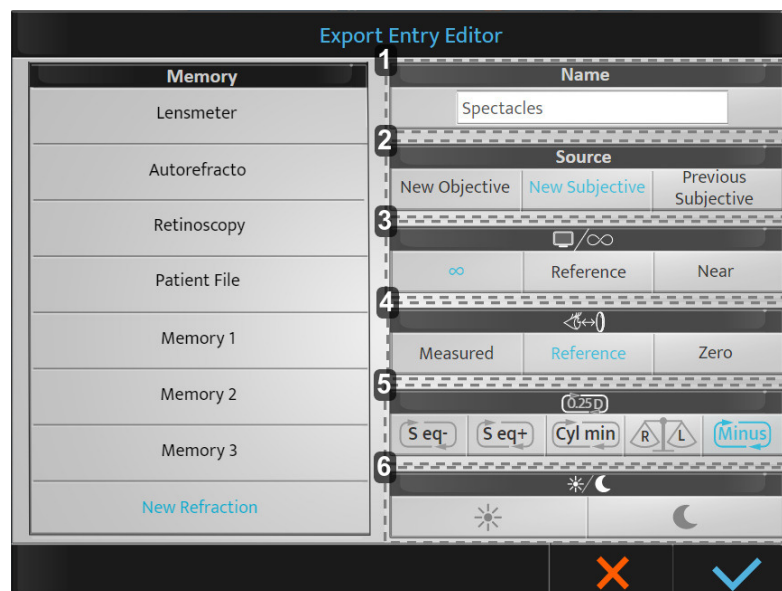 Export Entry Editor
Memory
Lensmeter
Autorefracto
Retinoscopy
Patient File
Memory 1
Memory 2
Memory 3
New Refraction
1
Name
Spectacles
2
Source
New Objective New Subjective Previous
Subjective
3
/∞
∞ Reference Near
4
Measured Reference Zero
5
0.25 D
S eq- S eq+ Cyl min R L Minus
6
/